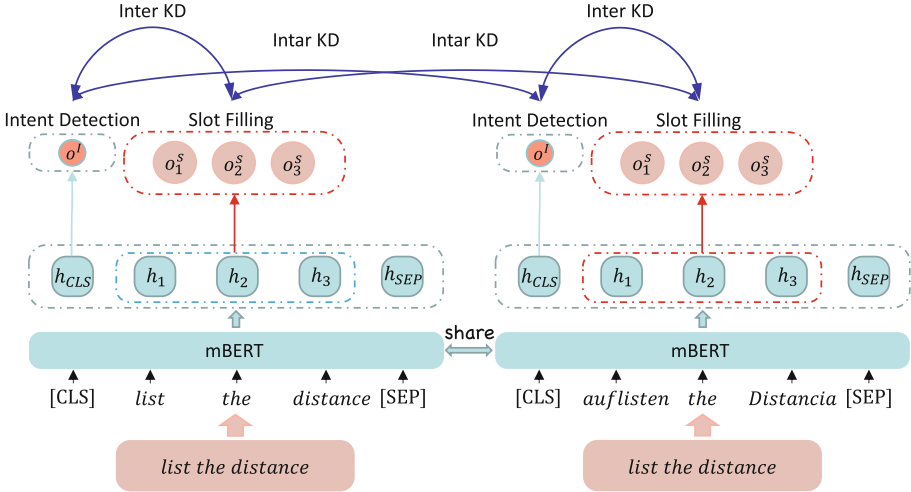 Inter KD Inter KD
Intar KD Intar KD
Intent Detection Slot Filling Intent Detection Slot Filling
o^I o_1^s o_2^s o_3^s o^I o_1^s o_2^s o_3^s
h_CLS h_1 h_2 h_3 h_SEP h_CLS h_1 h_2 h_3 h_SEP
share
mBERT mBERT
[CLS] list the distance [SEP] [CLS] auflisten the Distancia [SEP]
list the distance list the distance